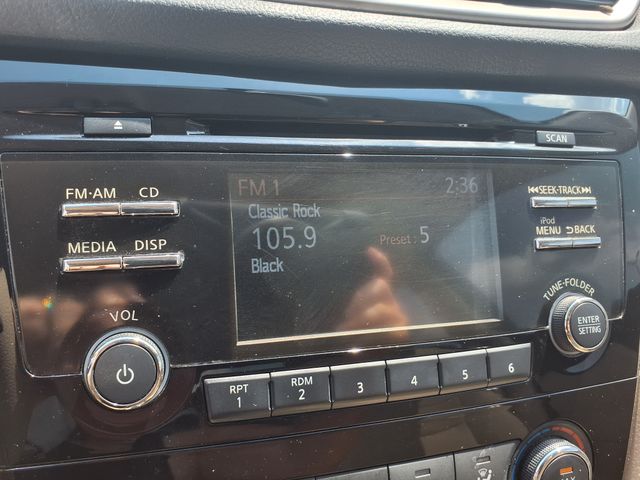 SCAN
FM·AM CD
FM 1 2:36
SEEK·TRACK
Classic Rock
iPod
MENU BACK
105.9 Preset : 5
MEDIA DISP
Black
TUNE·FOLDER
VOL
ENTER
SETTING
RPT 1
RDM 2
3
4
5
6